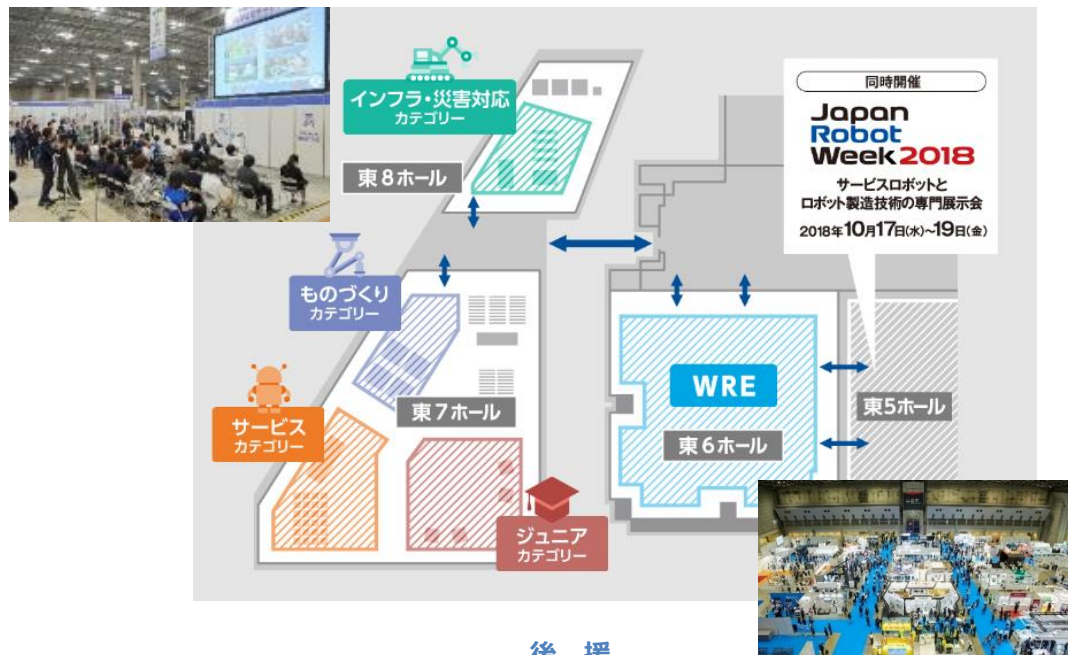 インフラ・災害対応
カテゴリー
東8ホール
同時開催
Japan
Robot
Week2018
サービスロボットと
ロボット製造技術の専門展示会
2018年10月17日(水)~19日(金)
ものづくり
カテゴリー
サービス
カテゴリー
東7ホール
WRE
東6ホール
東5ホール
ジュニア
カテゴリー
後 援